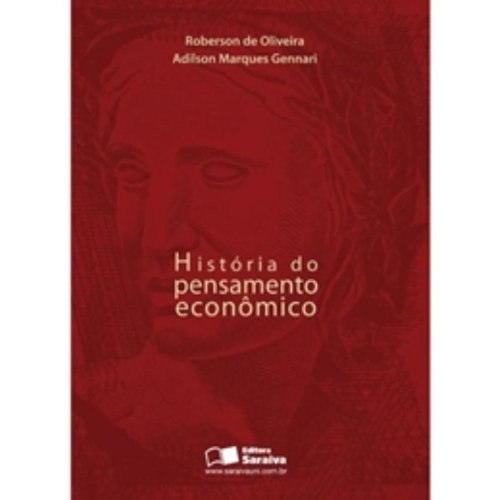 Roberson de Oliveira
Adilson Marques Gennari
História do
pensamento
econômico
Editora
Saraiva
www.saraivauni.com.br